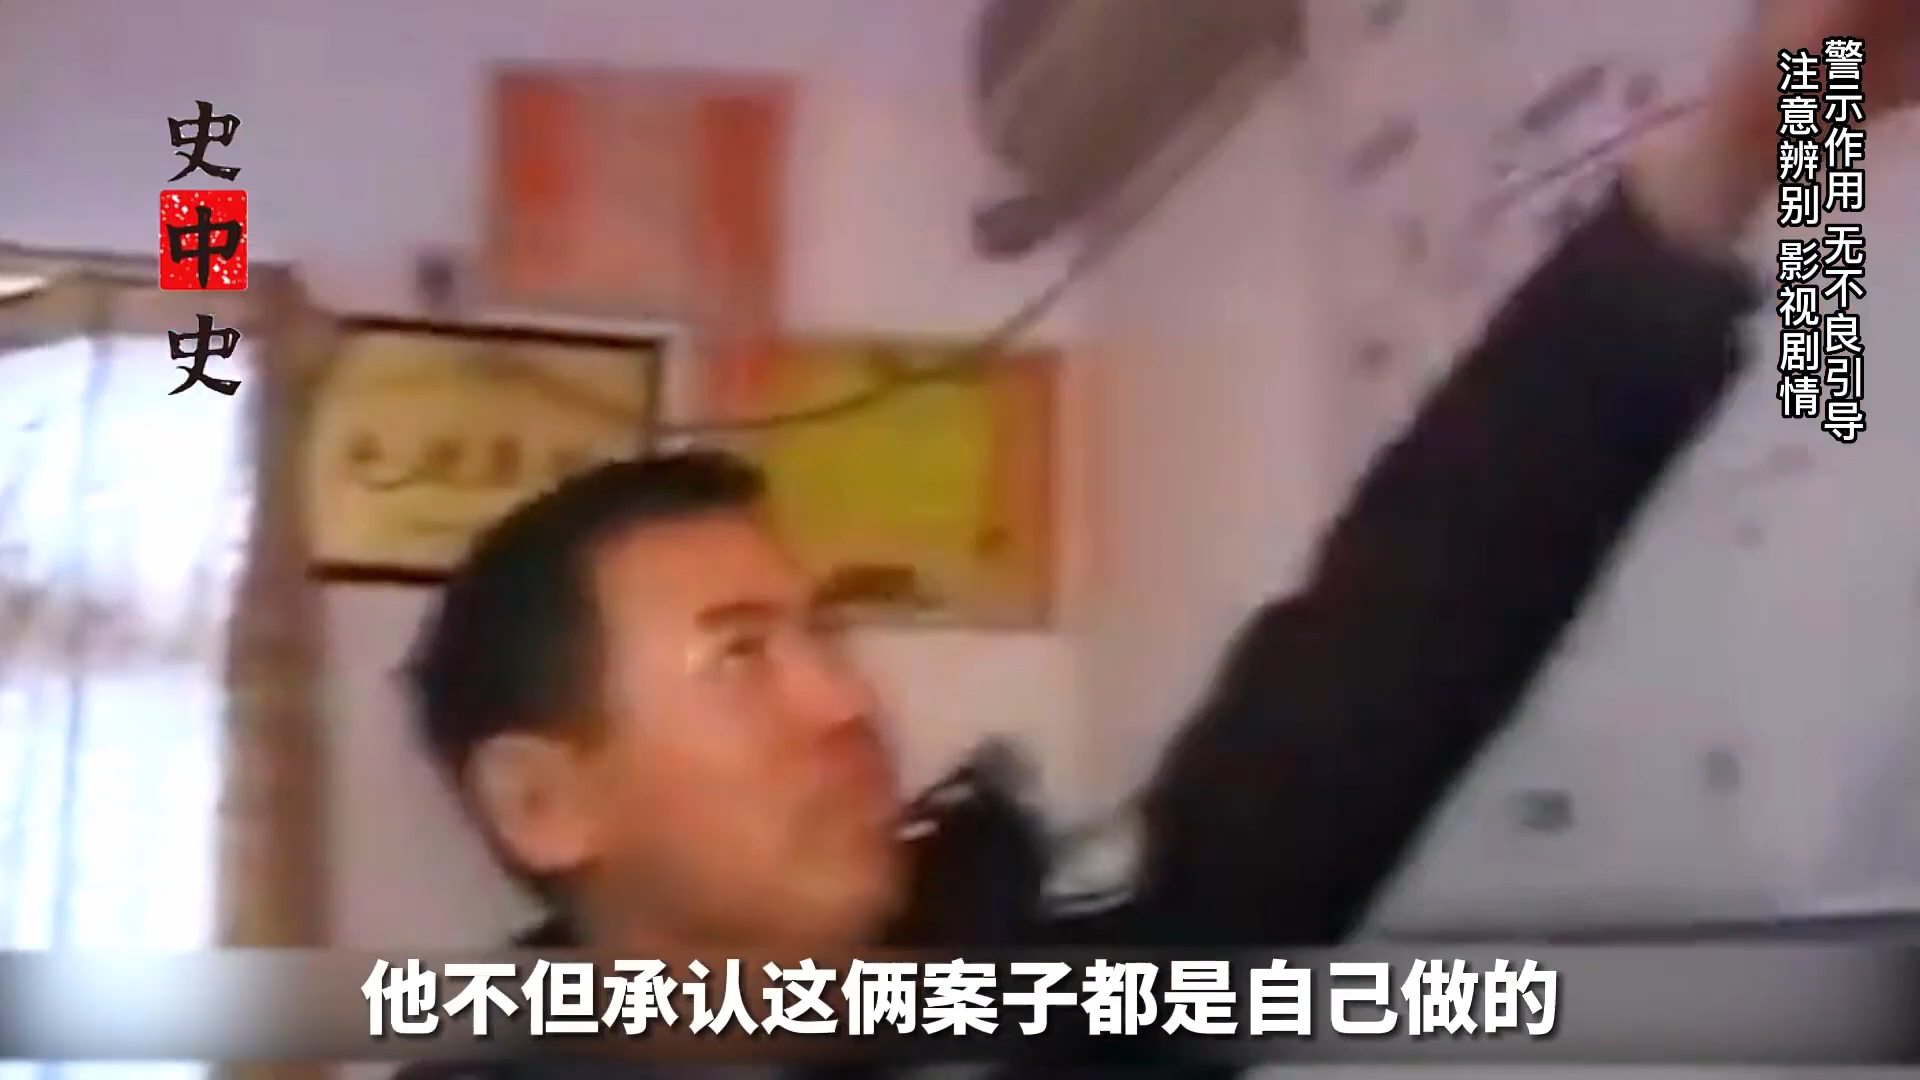 史
中
史
警示作用 无不良引导
注意辨别 影视剧情
他不但承认这俩案子都是自己做的